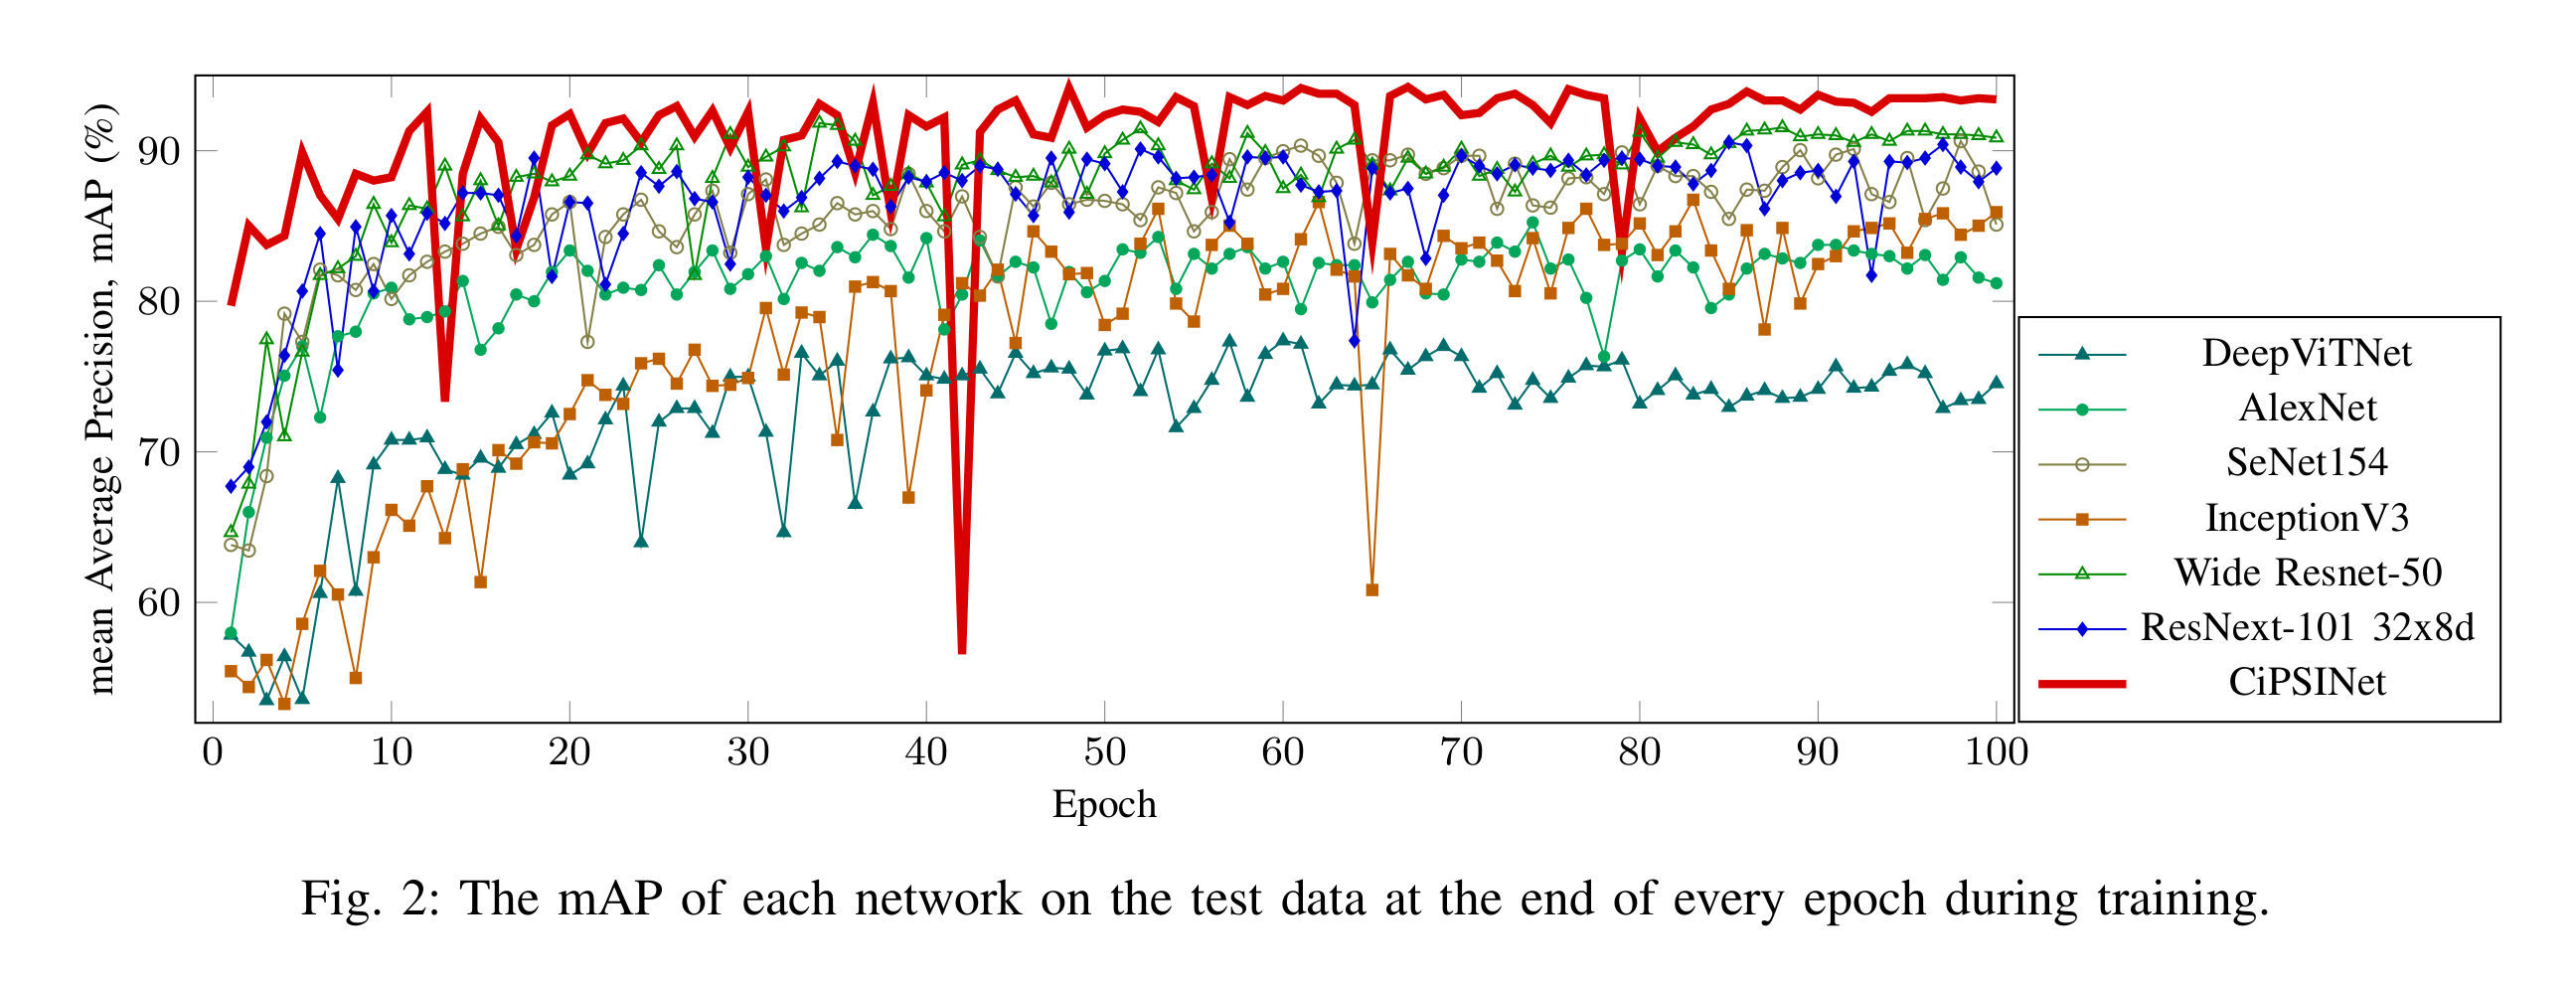 mean Average Precision, mAP (%)
90
80
70
60
0 10 20 30 40 50 60 70 80 90 100
Epoch
DeepViTNet
AlexNet
SeNet154
InceptionV3
Wide Resnet-50
ResNext-101 32x8d
CiPSINet
Fig. 2: The mAP of each network on the test data at the end of every epoch during training.